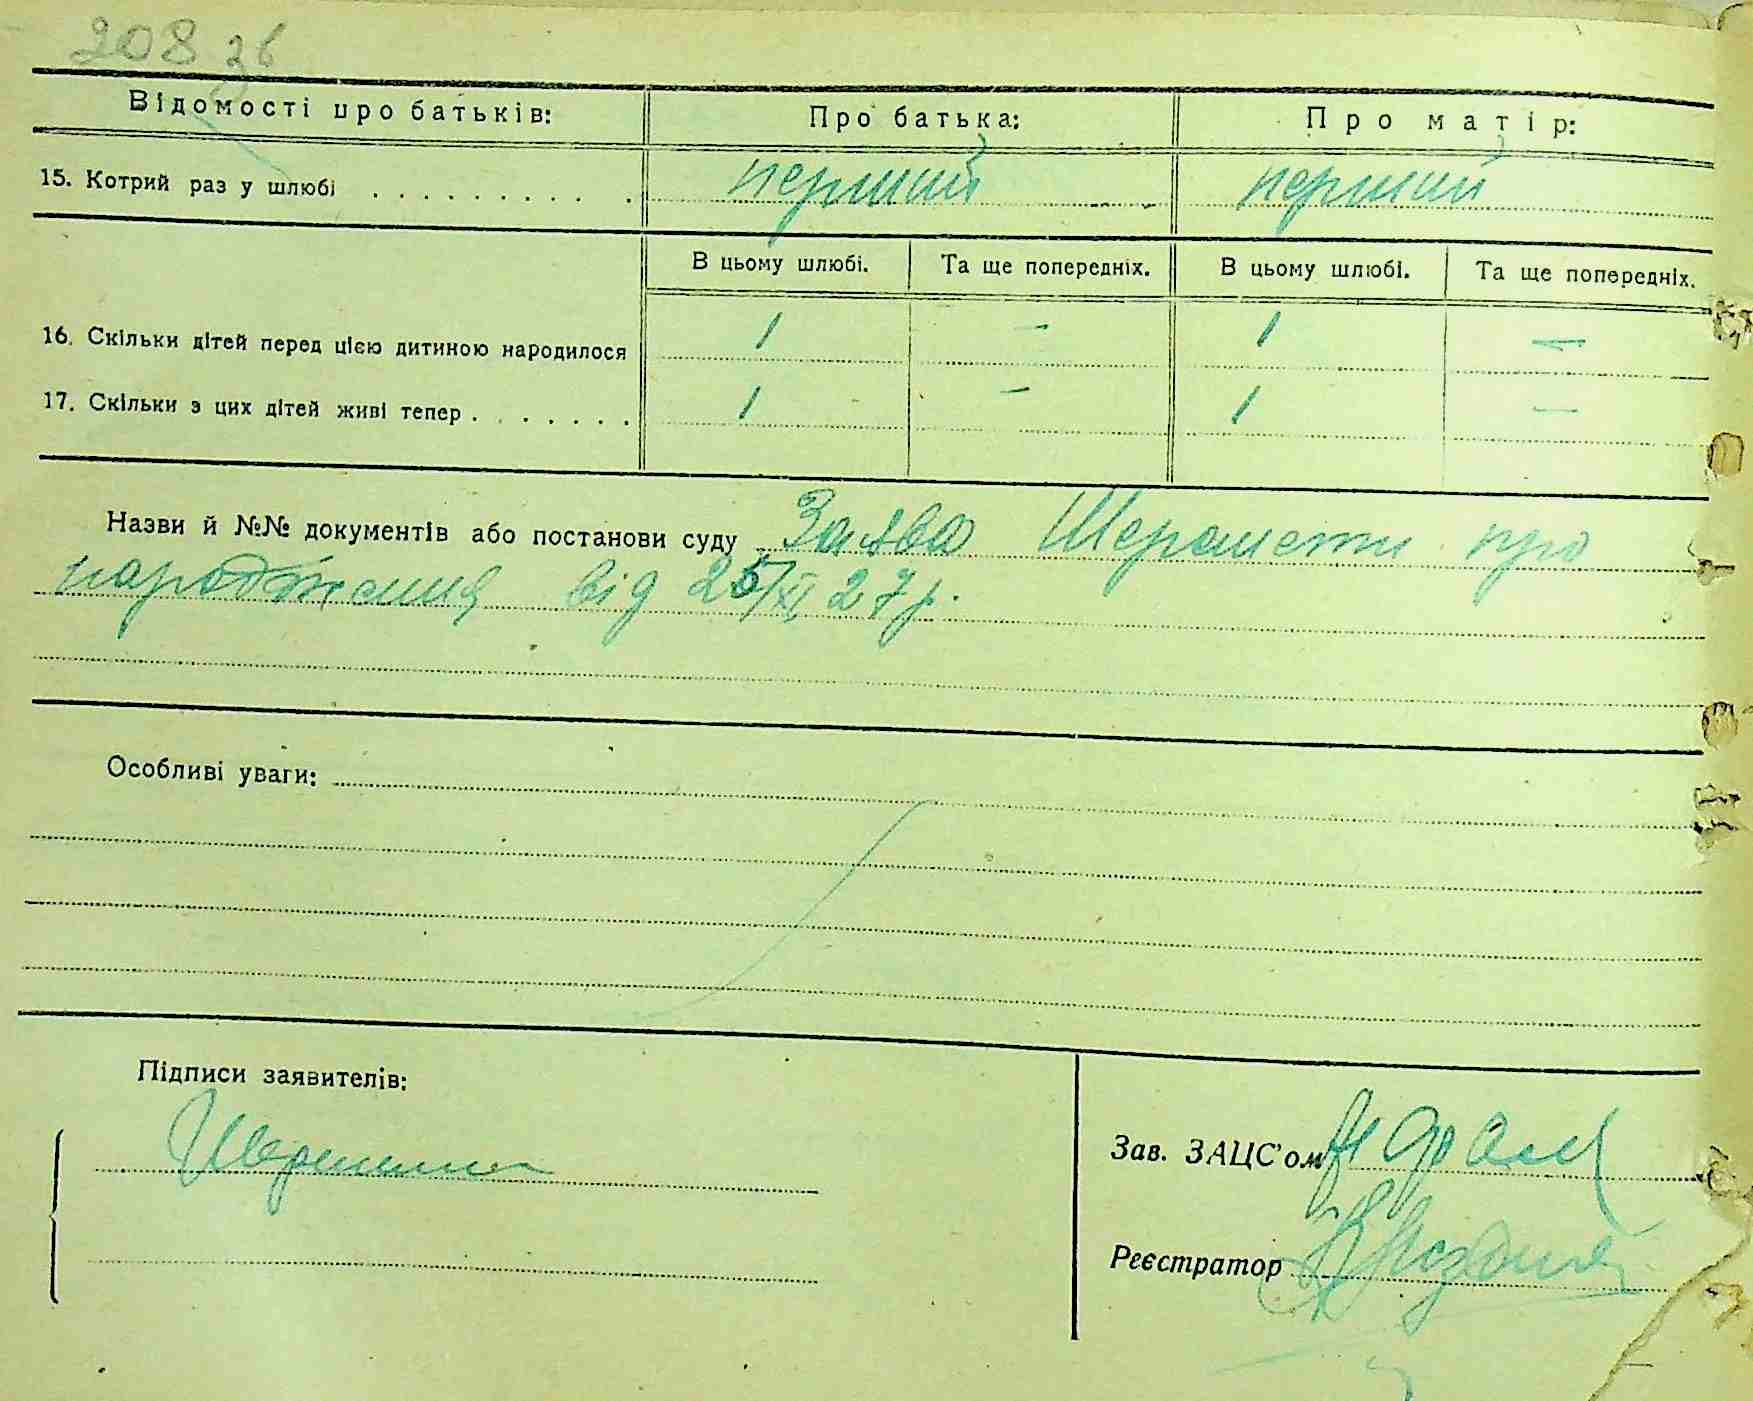 208 зв
Відомості про батьків: Про батька: Про матір:
15. Котрий раз у шлюбі . . . . . . . . . . перший перший
В цьому шлюбі. Та ще попередніх. В цьому шлюбі. Та ще попередніх.
16. Скільки дітей перед цією дитиною народилося 1 – 1 –
17. Скільки з цих дітей живі тепер . . . . . . . 1 – 1 –
Назви й №№ документів або постанови суду Заява Шеремети про
народження від 25/XI 27 р.
Особливі уваги:
Підписи заявителів:
Зав. ЗАЦС'ом
Реєстратор